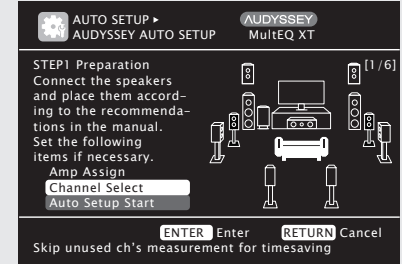 AUTO SETUP ▸
AUDYSSEY AUTO SETUP
AUDYSSEY
MultEQ XT
STEP1 Preparation
[1/6]
Connect the speakers
and place them accord-
ing to the recommenda-
tions in the manual.
Set the following
items if necessary.
Amp Assign
Channel Select
Auto Setup Start
ENTER Enter RETURN Cancel
Skip unused ch's measurement for timesaving